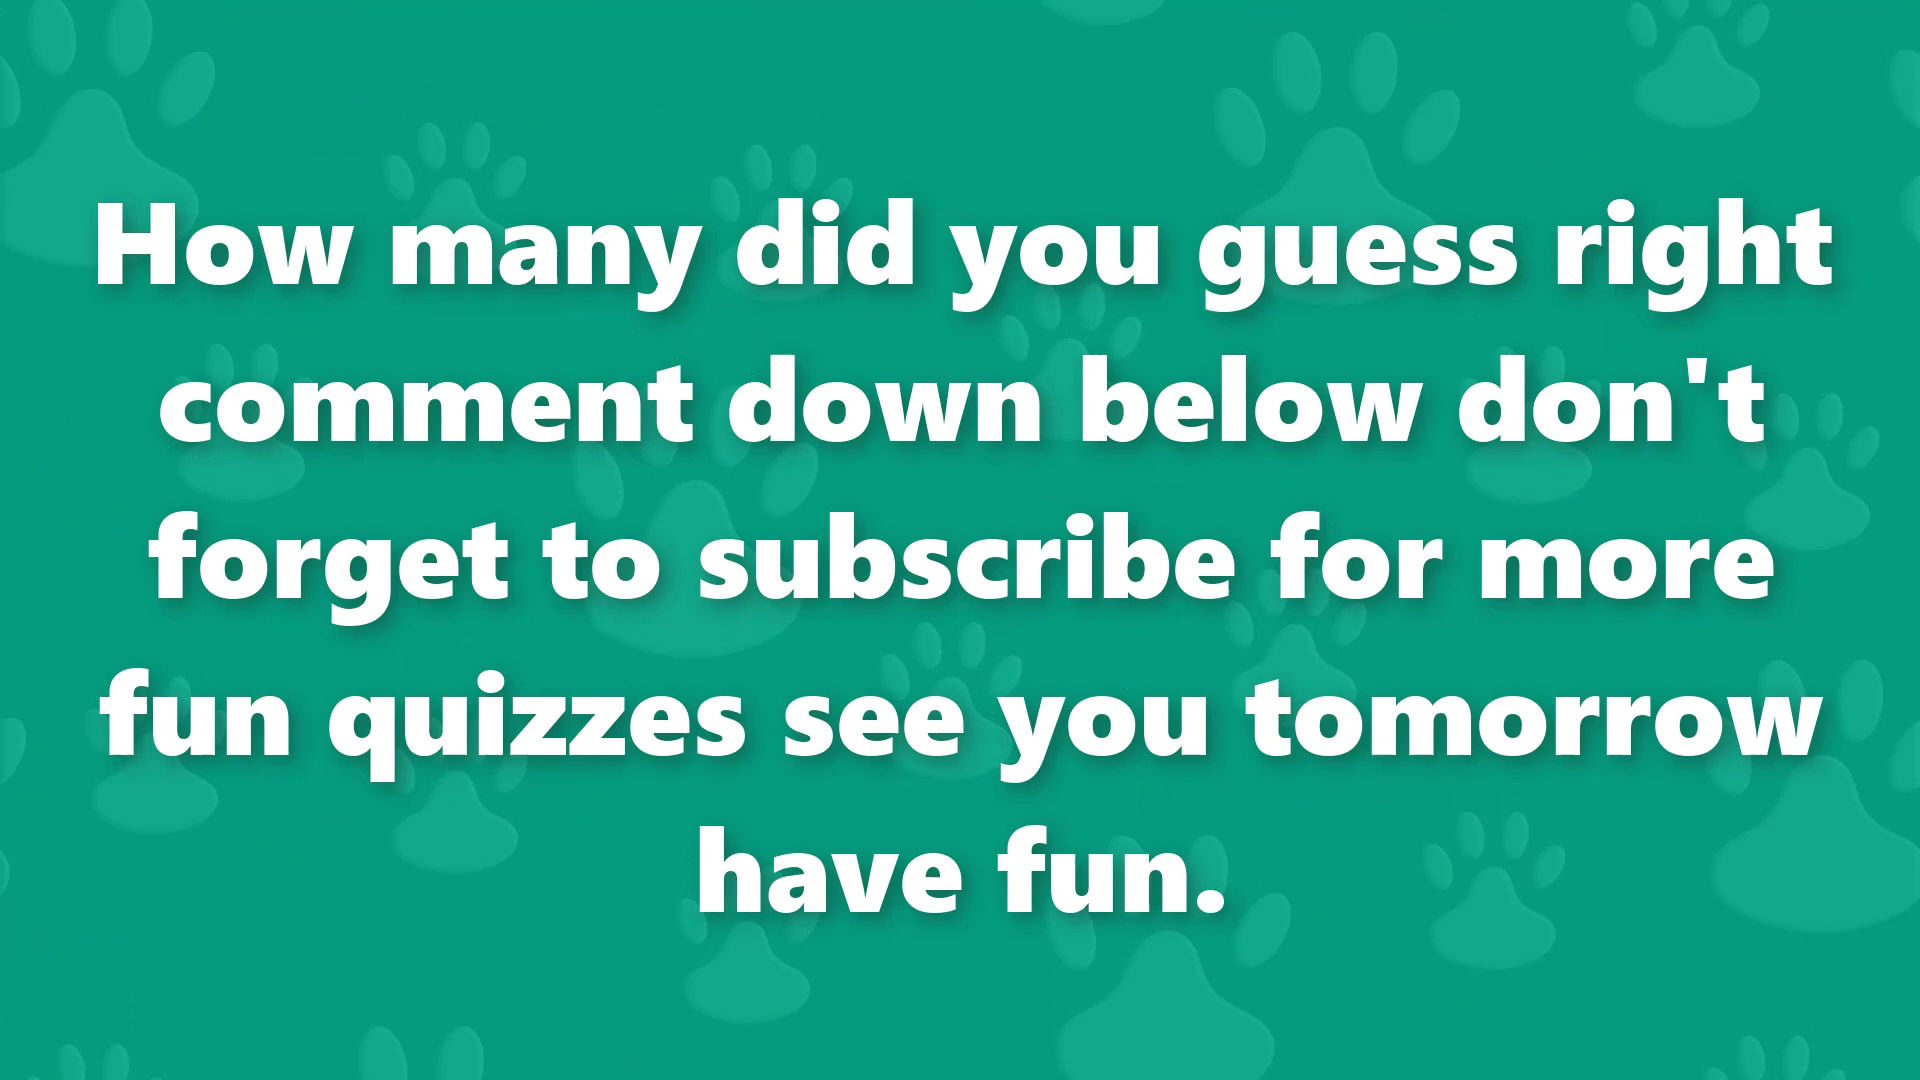 How many did you guess right
comment down below don't
forget to subscribe for more
fun quizzes see you tomorrow
have fun.